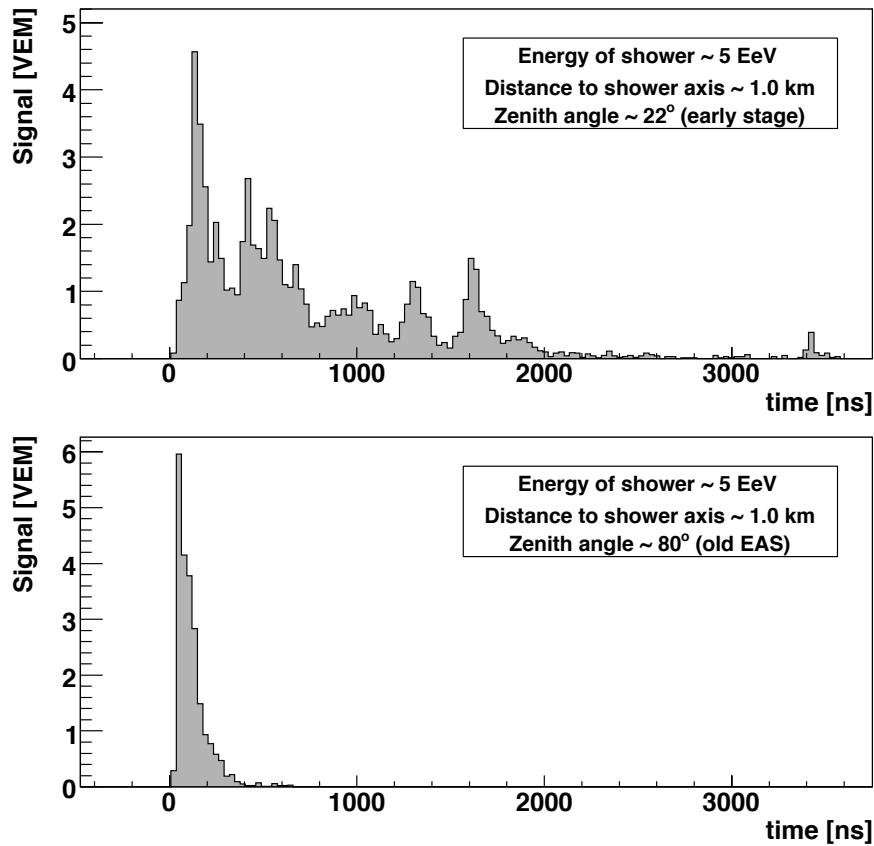 Signal [VEM]
5
4
3
2
1
0
Energy of shower ~ 5 EeV
Distance to shower axis ~ 1.0 km
Zenith angle ~ 22° (early stage)
0 1000 2000 3000
time [ns]
Signal [VEM]
6
5
4
3
2
1
0
Energy of shower ~ 5 EeV
Distance to shower axis ~ 1.0 km
Zenith angle ~ 80° (old EAS)
0 1000 2000 3000
time [ns]